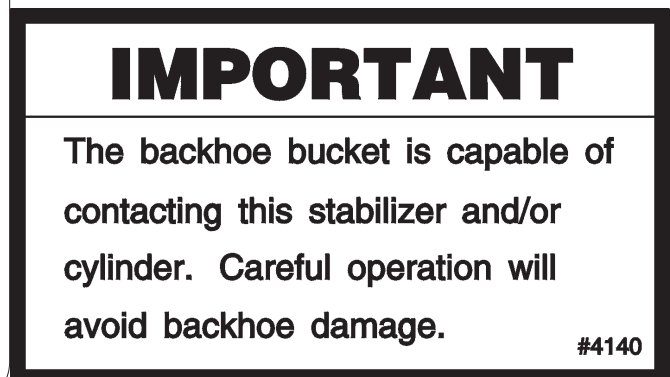 IMPORTANT
The backhoe bucket is capable of
contacting this stabilizer and/or
cylinder. Careful operation will
avoid backhoe damage.
#4140